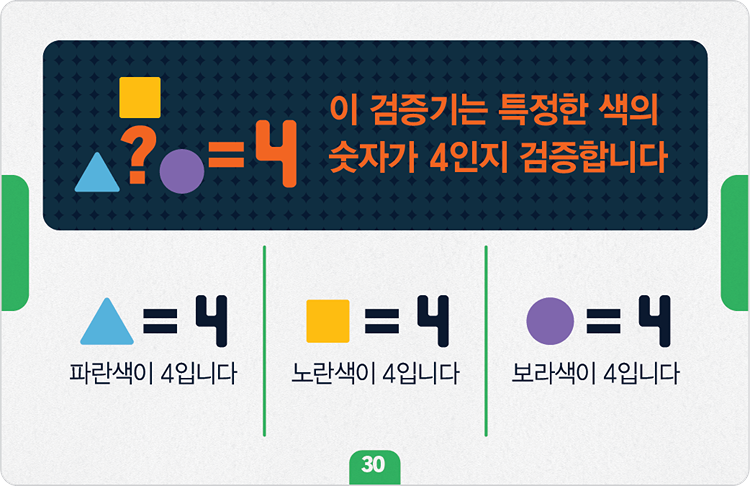 ?
= 4
이 검증기는 특정한 색의
숫자가 4인지 검증합니다
= 4
파란색이 4입니다
= 4
노란색이 4입니다
= 4
보라색이 4입니다
30